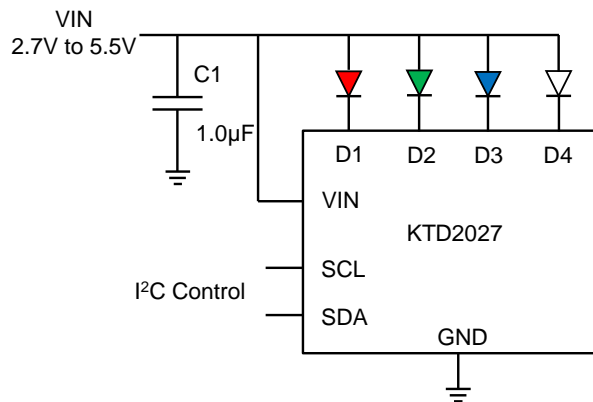 VIN
2.7V to 5.5V
C1
1.0µF
D1 D2 D3 D4
VIN
KTD2027
SCL
I²C Control
SDA
GND